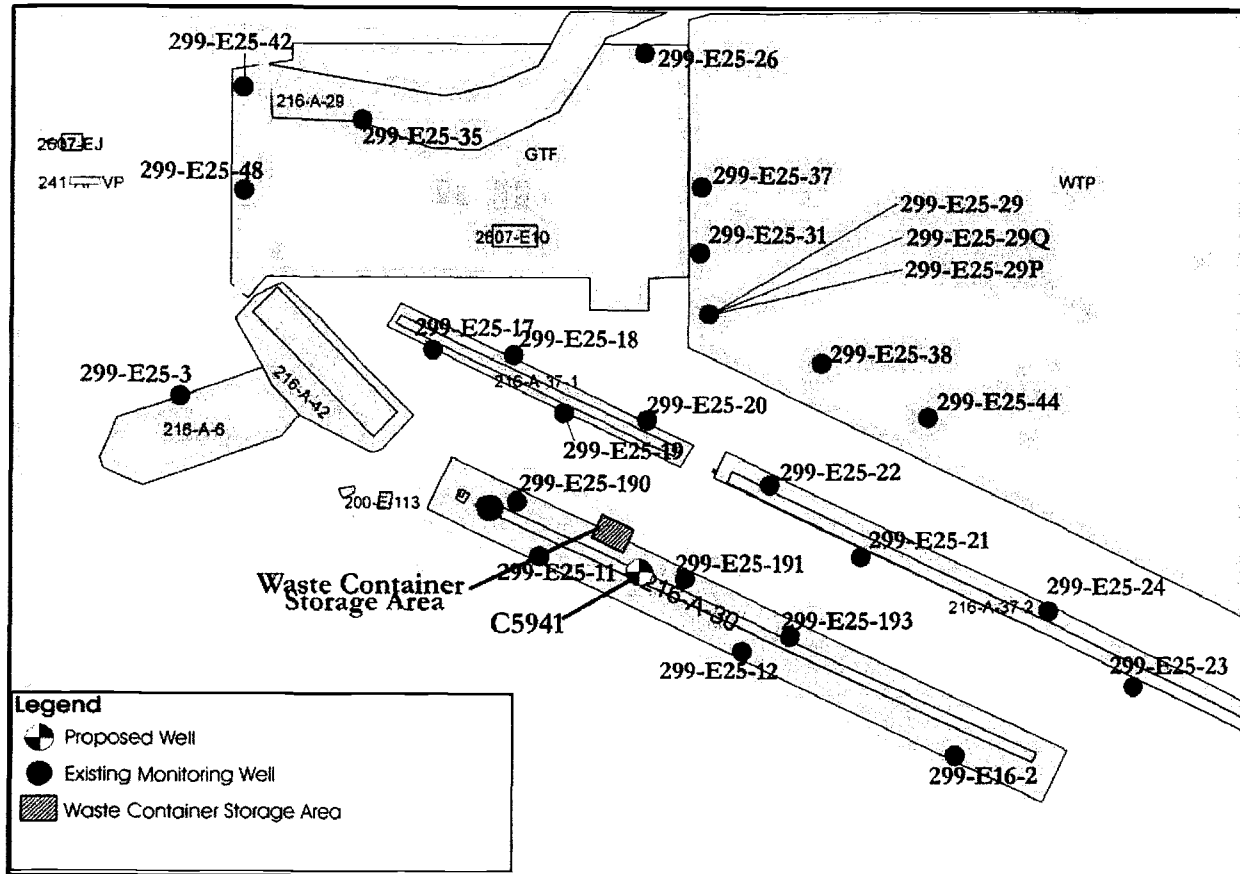 299-E25-42
299-E25-26
216-A-29
299-E25-35
2607-EJ
GTF
241 VP
299-E25-48
299-E25-37
WTP
299-E25-29
299-E25-29Q
299-E25-29P
2607-E10
299-E25-31
299-E25-17
299-E25-18
299-E25-38
299-E25-3
216-A-42
216-A-37-1
299-E25-20
299-E25-44
216-A-6
299-E25-19
299-E25-22
299-E25-190
200-E-113
299-E25-21
299-E25-11
299-E25-191
Waste Container
Storage Area
216-A-30
C5941
216-A-37-2
299-E25-24
299-E25-193
299-E25-12
299-E25-23
299-E16-2
Legend
Proposed Well
Existing Monitoring Well
Waste Container Storage Area